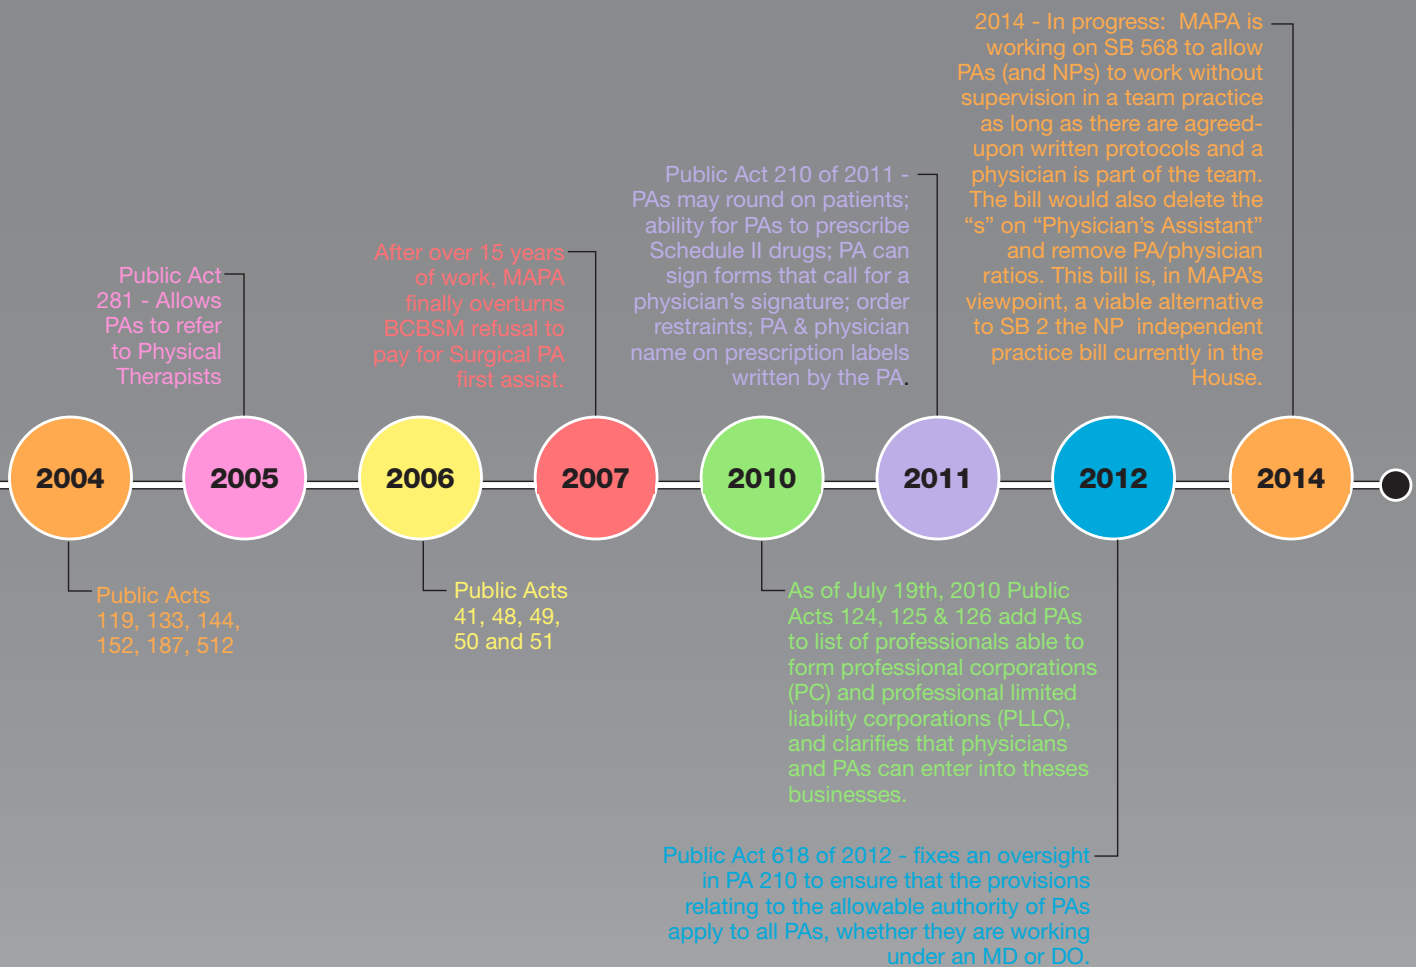 2014 - In progress:  MAPA is
working on SB 568 to allow
PAs (and NPs) to work without
supervision in a team practice
as long as there are agreed-
upon written protocols and a
physician is part of the team.
The bill would also delete the
“s” on “Physician’s Assistant”
and remove PA/physician
ratios. This bill is, in MAPA’s
viewpoint, a viable alternative
to SB 2 the NP  independent
practice bill currently in the
House.
Public Act 210 of 2011 -
PAs may round on patients;
ability for PAs to prescribe
Schedule II drugs; PA can
sign forms that call for a
physician’s signature; order
restraints; PA & physician
name on prescription labels
written by the PA.
After over 15 years
of work, MAPA
finally overturns
BCBSM refusal to
pay for Surgical PA
first assist.
Public Act
281 - Allows
PAs to refer
to Physical
Therapists
2004
2005
2006
2007
2010
2011
2012
2014
Public Acts
119, 133, 144,
152, 187, 512
Public Acts
41, 48, 49,
50 and 51
As of July 19th, 2010 Public
Acts 124, 125 & 126 add PAs
to list of professionals able to
form professional corporations
(PC) and professional limited
liability corporations (PLLC),
and clarifies that physicians
and PAs can enter into theses
businesses.
Public Act 618 of 2012 - fixes an oversight
in PA 210 to ensure that the provisions
relating to the allowable authority of PAs
apply to all PAs, whether they are working
under an MD or DO.